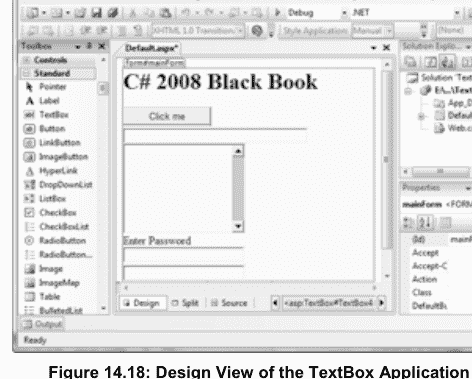 Debug
.NET
XHTML 1.0 Transition
Style Application:
Manual
(None)
Toolbox
Controls
Standard
Pointer
A Label
TextBox
Button
LinkButton
ImageButton
HyperLink
DropDownList
ListBox
CheckBox
CheckBoxList
RadioButton
RadioButton...
Image
ImageMap
Table
BulletedList
Output
Ready
Default.aspx*
form#mainForm
C# 2008 Black Book
Click me
Enter Password
Design
Split
Source
<asp:TextBox#TextBox4
Solution Explo...
Solution 'Text
E:\...\Text
App_D
Defaul
Web.c
Properties
mainForm <FORM
(Id) mainF
Accept
Accept-C
Action
Class
DefaultBu
Figure 14.18: Design View of the TextBox Application